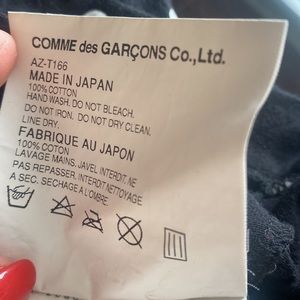 COMME des GARÇONS Co.,Ltd.
AZ-T166
MADE IN JAPAN
100% COTTON
HAND WASH. DO NOT BLEACH.
DO NOT IRON. DO NOT DRY CLEAN.
LINE DRY.
FABRIQUE AU JAPON
100% COTON
LAVAGE MAINS, JAVEL INTERDIT. NE
PAS REPASSER, INTERDIT NETTOYAGE
A SEC. SECHAGE A L'OMBRE.